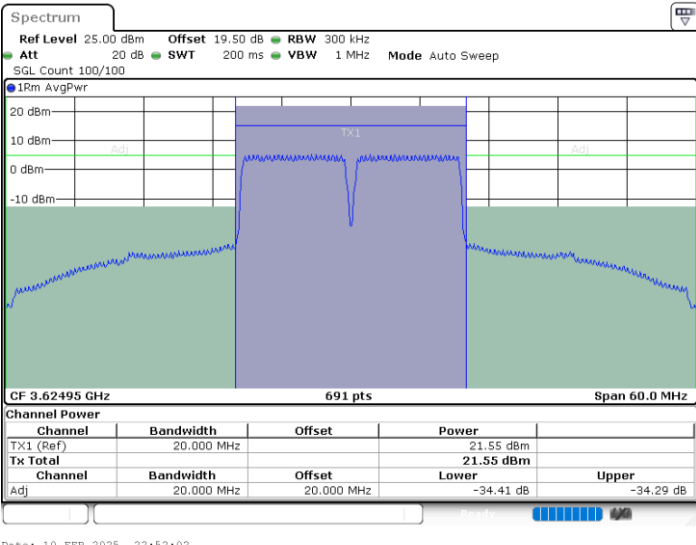 Spectrum
Ref Level 25.00 dBm Offset 19.50 dB RBW 300 kHz
Att 20 dB SWT 200 ms VBW 1 MHz Mode Auto Sweep
SGL Count 100/100
1Rm AvgPwr
20 dBm
TX1
10 dBm
Adj Adj
0 dBm
-10 dBm
CF 3.62495 GHz 691 pts Span 60.0 MHz
Channel Power
Channel Bandwidth Offset Power
TX1 (Ref) 20.000 MHz 21.55 dBm
Tx Total 21.55 dBm
Channel Bandwidth Offset Lower Upper
Adj 20.000 MHz 20.000 MHz -34.41 dB -34.29 dB
Ready